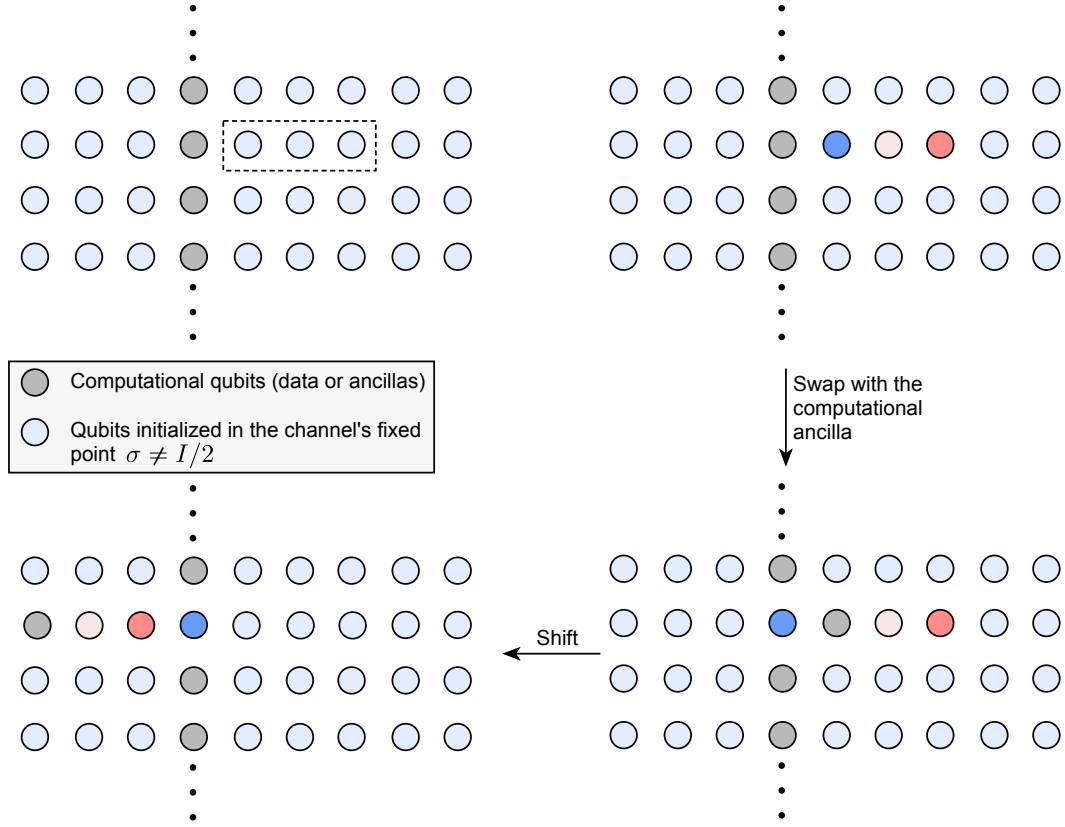 Computational qubits (data or ancillas)
Qubits initialized in the channel's fixed
point σ ≠ I/2
Swap with the
computational
ancilla
Shift